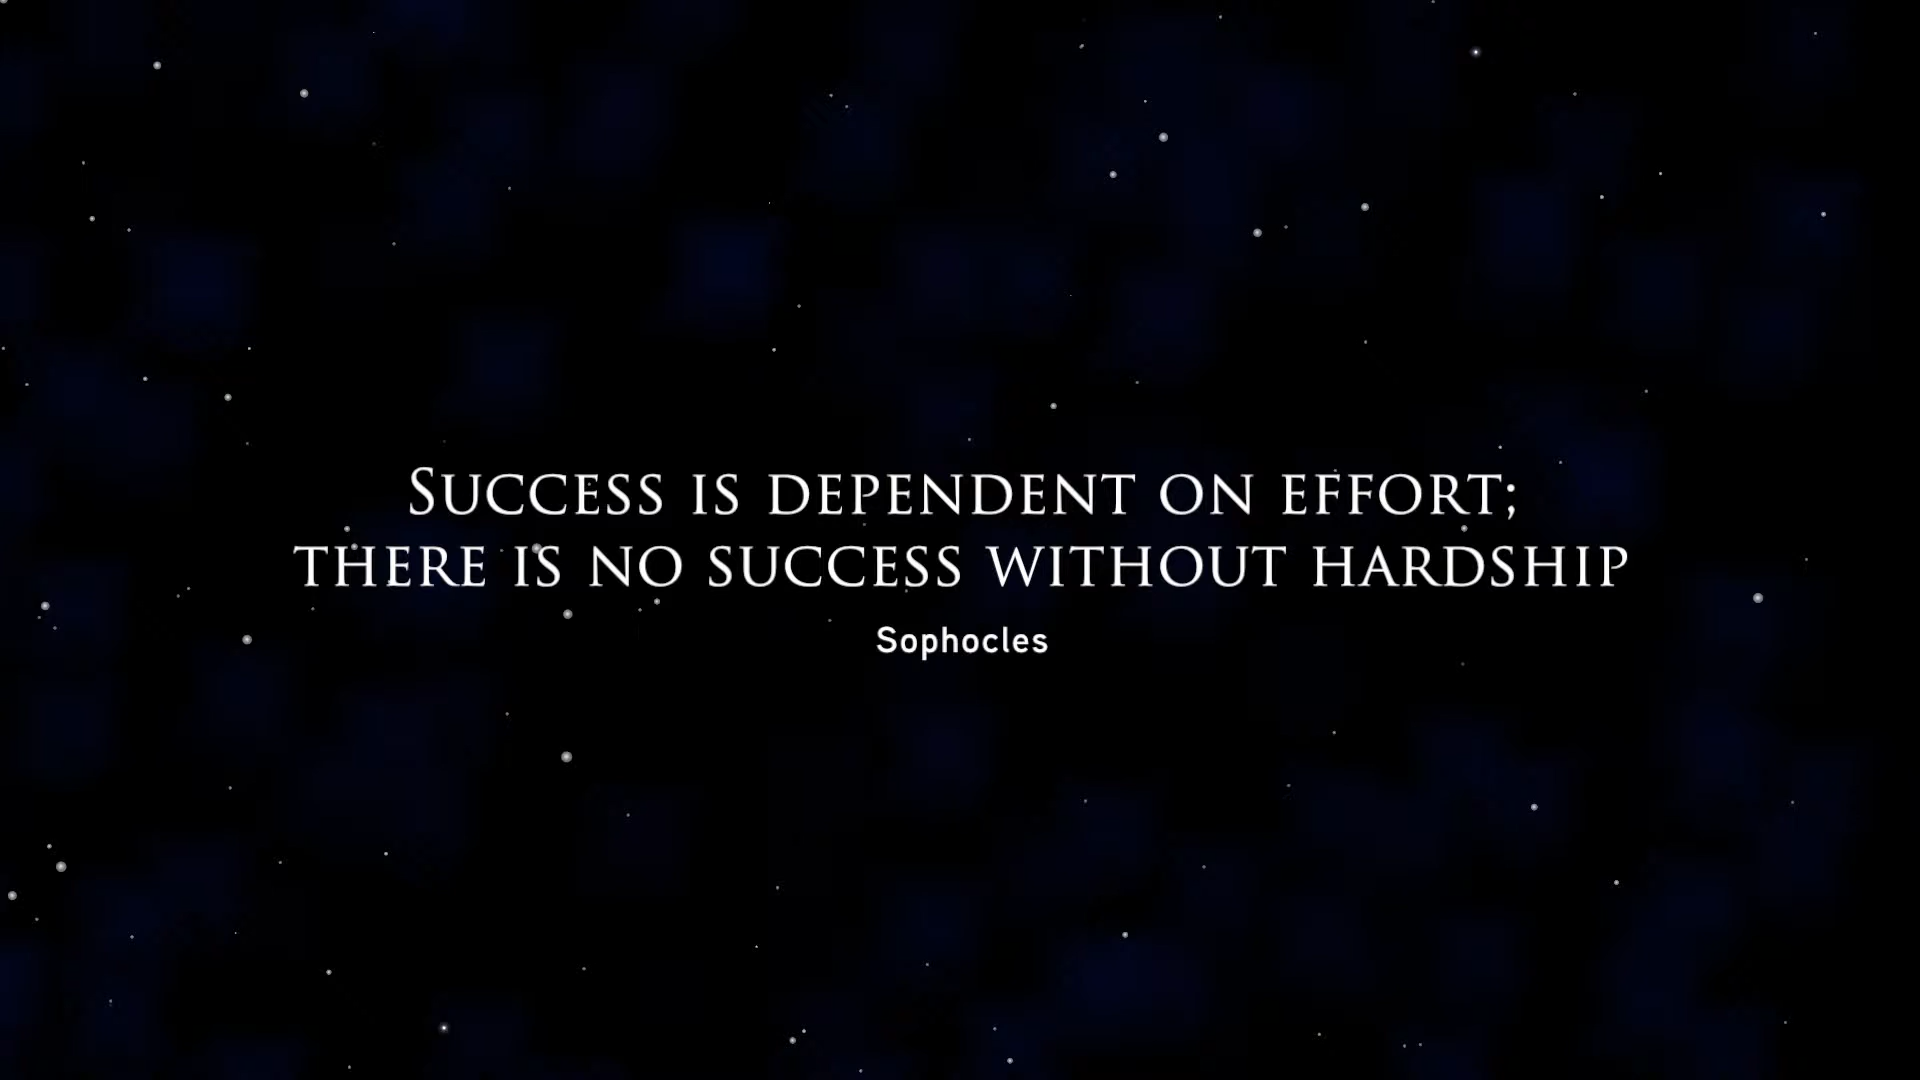 Success is dependent on effort;
there is no success without hardship
Sophocles